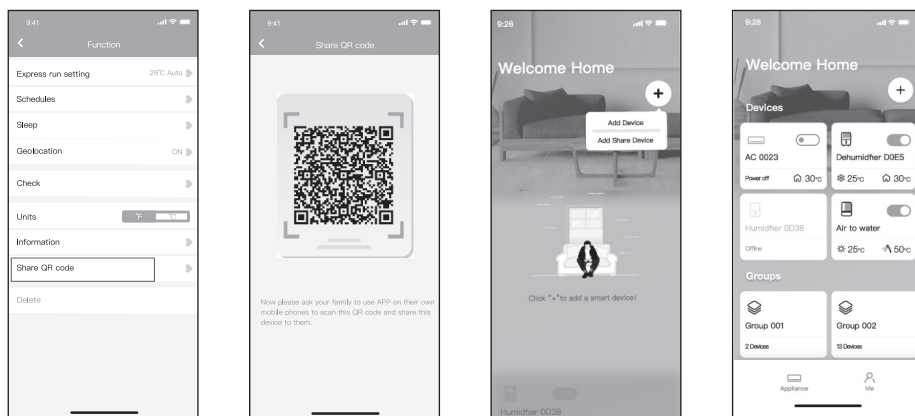 9:41
Function
Express run setting 26°C Auto
Schedules
Sleep
Geolocation ON
Check
Units °F °C
Information
Share QR code
Delete
9:41
Share QR code
Now please ask your family to use APP on their own
mobile phones to scan this QR code and share this
device to them.
9:28
Welcome Home
Add Device
Add Share Device
Click "+"to add a smart device!
Humidfier 0D38
9:28
Welcome Home
Devices
AC 0023
Power off 30°C
Dehumidfier D0E5
25°C 30°C
Humidfier 0D38
Offline
Air to water
25°C 50°C
Groups
Group 001
2 Devices
Group 002
13 Devices
Appliance
Me